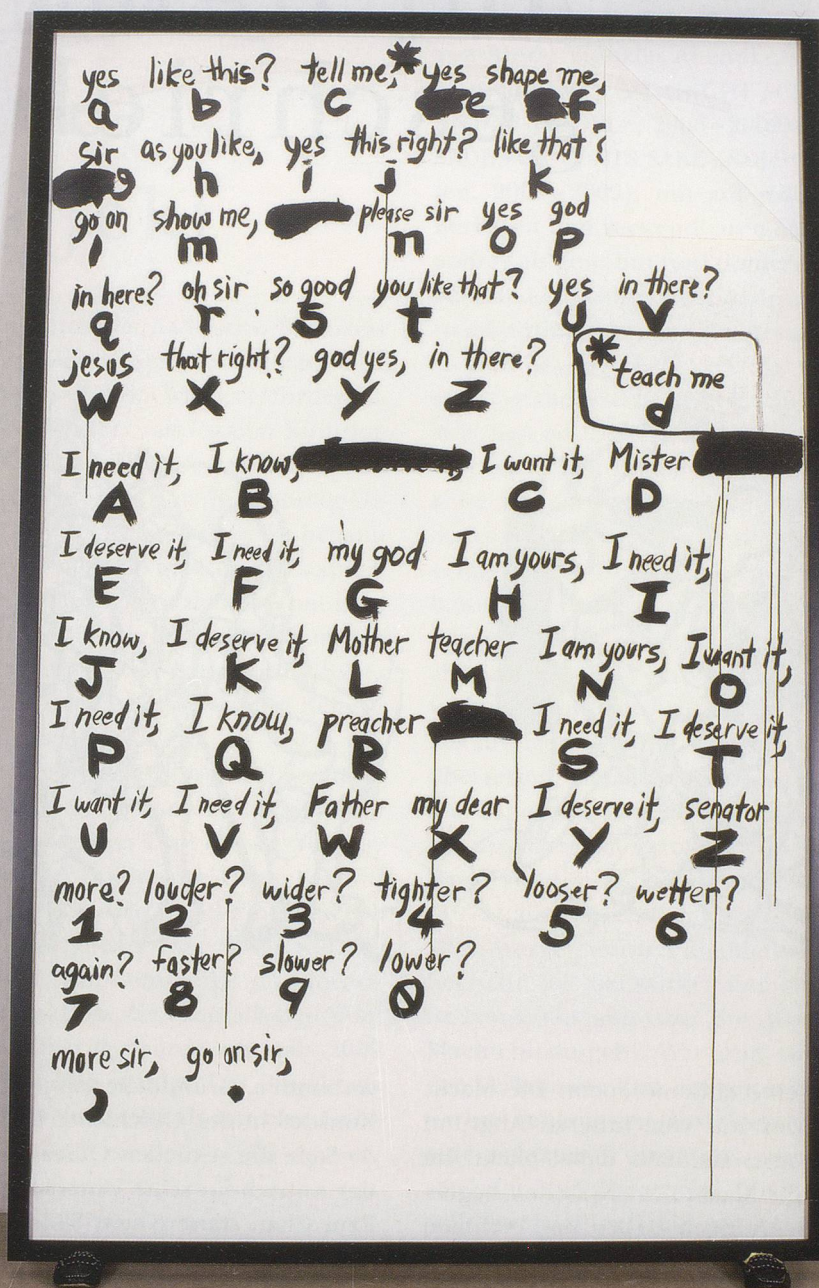 yes like this? tell me,* yes shape me,
a b c e f
sir as you like, yes this right? like that?
g h i j k
go on show me, please sir yes god
l m n o p
in here? oh sir so good you like that? yes in there?
q r s t u v
jesus that right? god yes, in there?
w x y z
* teach me
d
I need it, I know, I want it, Mister
A B C D
I deserve it, I need it, my god I am yours, I need it,
E F G H I
I know, I deserve it, Mother teacher I am yours, I want it,
J K L M N O
I need it, I know, preacher I need it, I deserve it,
P Q R S T
I want it, I need it, Father my dear I deserve it, senator
U V W X Y Z
more? louder? wider? tighter? looser? wetter?
1 2 3 4 5 6
again? faster? slower? lower?
7 8 9 0
more sir, go on sir,
, .